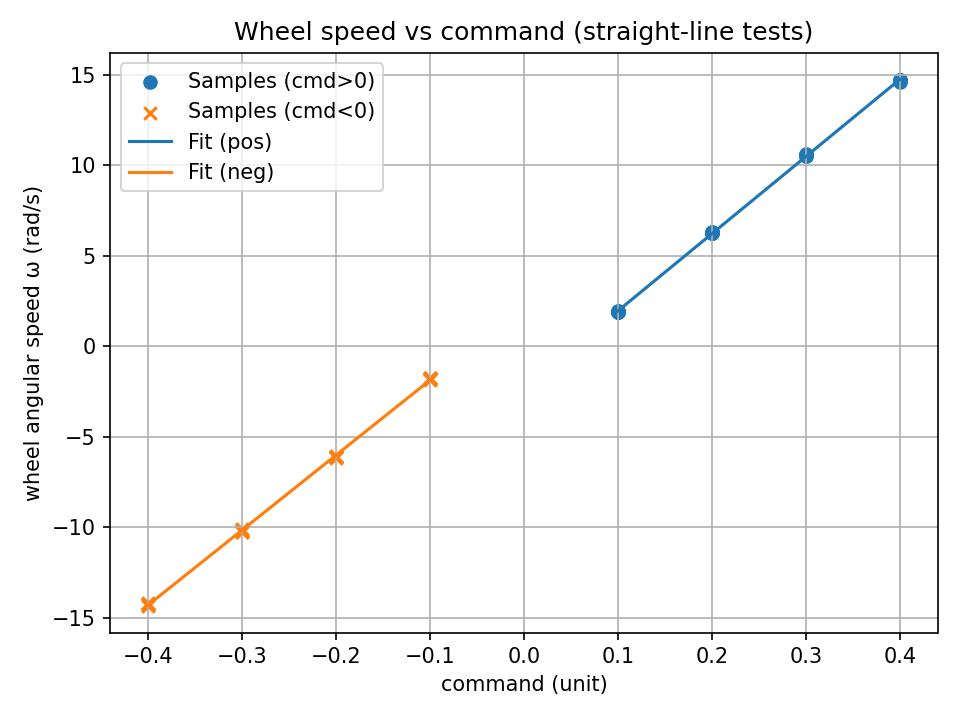 Wheel speed vs command (straight-line tests)
Samples (cmd>0)
Samples (cmd<0)
Fit (pos)
Fit (neg)
wheel angular speed ω (rad/s)
15
10
5
0
−5
−10
−15
−0.4 −0.3 −0.2 −0.1 0.0 0.1 0.2 0.3 0.4
command (unit)